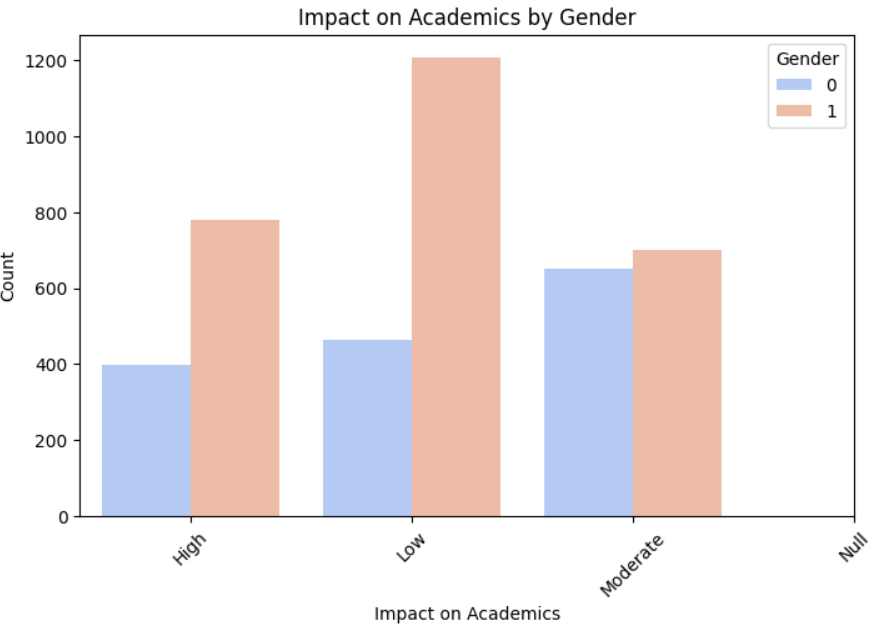 Impact on Academics by Gender
Gender
0
1
1200
1000
800
600
400
200
0
Count
High
Low
Moderate
Null
Impact on Academics